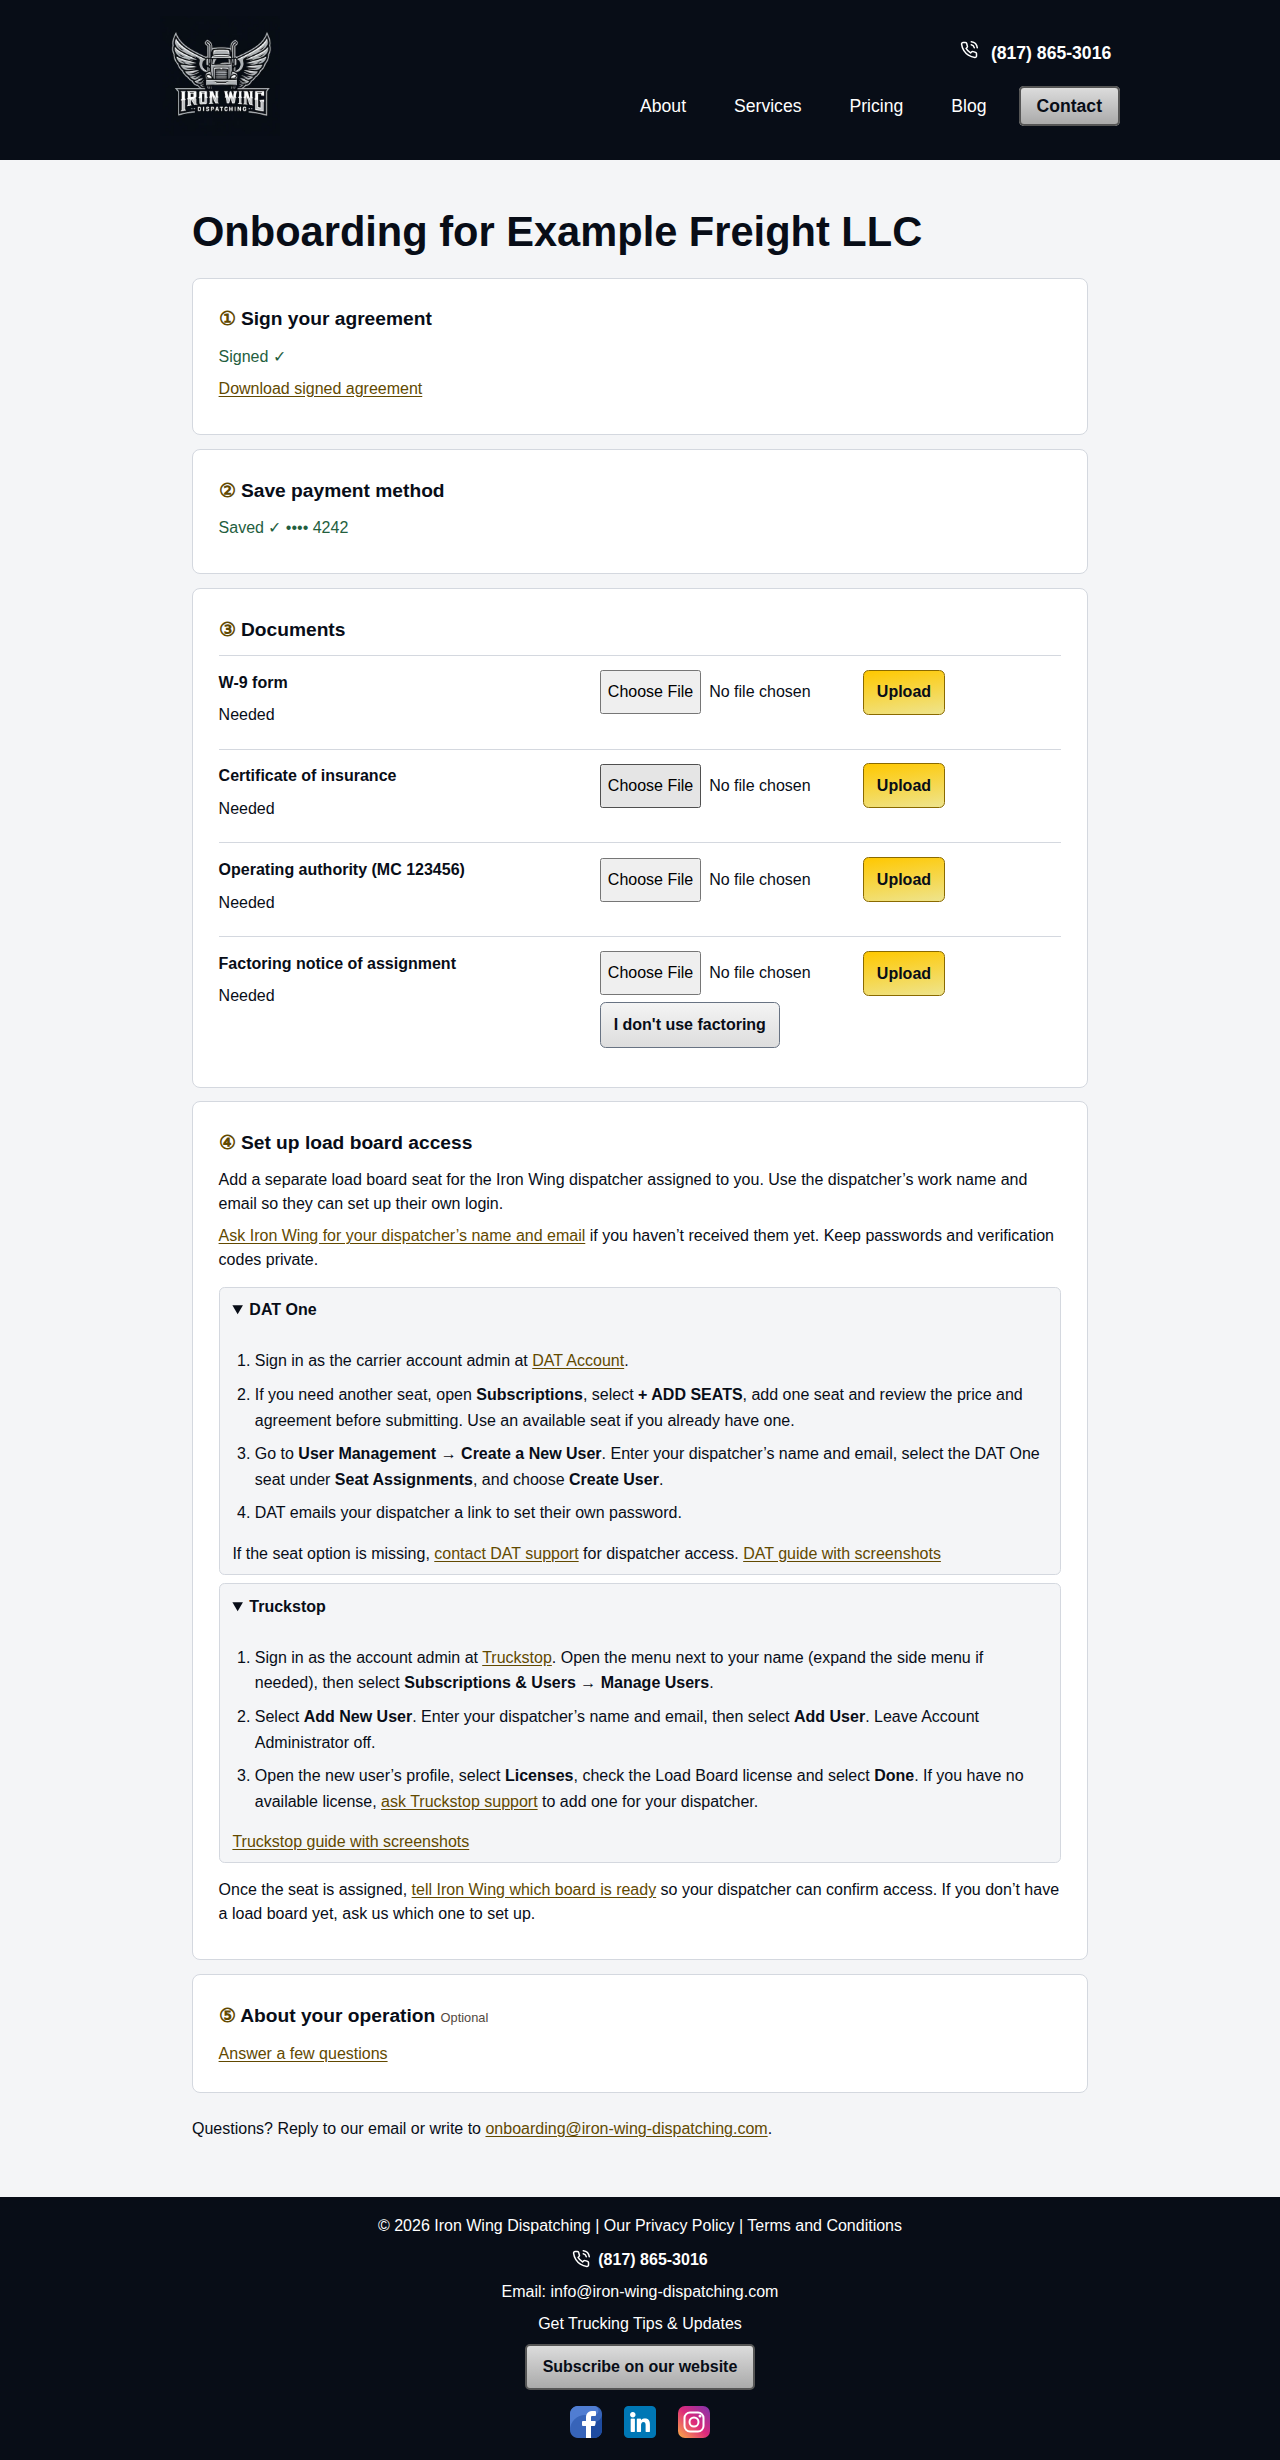 IRON WING
DISPATCHING
(817) 865-3016
About Services Pricing Blog Contact
Onboarding for Example Freight LLC
① Sign your agreement
Signed ✓
Download signed agreement
② Save payment method
Saved ✓ •••• 4242
③ Documents
W-9 form
Needed
Choose File No file chosen Upload
Certificate of insurance
Needed
Choose File No file chosen Upload
Operating authority (MC 123456)
Needed
Choose File No file chosen Upload
Factoring notice of assignment
Needed
Choose File No file chosen Upload
I don't use factoring
④ Set up load board access
Add a separate load board seat for the Iron Wing dispatcher assigned to you. Use the dispatcher’s work name and
email so they can set up their own login.
Ask Iron Wing for your dispatcher’s name and email if you haven’t received them yet. Keep passwords and verification
codes private.
▼ DAT One
1. Sign in as the carrier account admin at DAT Account.
2. If you need another seat, open Subscriptions, select + ADD SEATS, add one seat and review the price and
agreement before submitting. Use an available seat if you already have one.
3. Go to User Management → Create a New User. Enter your dispatcher’s name and email, select the DAT One
seat under Seat Assignments, and choose Create User.
4. DAT emails your dispatcher a link to set their own password.
If the seat option is missing, contact DAT support for dispatcher access. DAT guide with screenshots
▼ Truckstop
1. Sign in as the account admin at Truckstop. Open the menu next to your name (expand the side menu if
needed), then select Subscriptions & Users → Manage Users.
2. Select Add New User. Enter your dispatcher’s name and email, then select Add User. Leave Account
Administrator off.
3. Open the new user’s profile, select Licenses, check the Load Board license and select Done. If you have no
available license, ask Truckstop support to add one for your dispatcher.
Truckstop guide with screenshots
Once the seat is assigned, tell Iron Wing which board is ready so your dispatcher can confirm access. If you don’t have
a load board yet, ask us which one to set up.
⑤ About your operation Optional
Answer a few questions
Questions? Reply to our email or write to onboarding@iron-wing-dispatching.com.
© 2026 Iron Wing Dispatching | Our Privacy Policy | Terms and Conditions
(817) 865-3016
Email: info@iron-wing-dispatching.com
Get Trucking Tips & Updates
Subscribe on our website